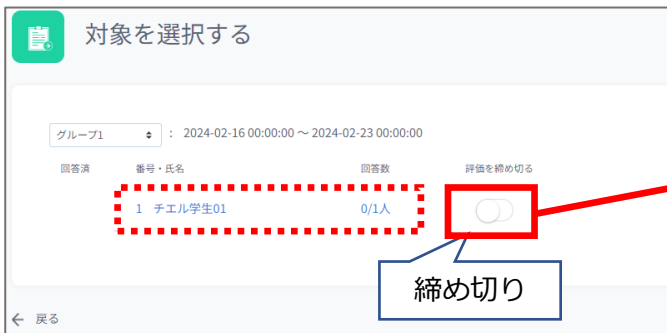 対象を選択する
グループ1 : 2024-02-16 00:00:00 ～ 2024-02-23 00:00:00
回答済 番号・氏名 回答数 評価を締め切る
1 チエル学生01 0/1人
締め切り
← 戻る